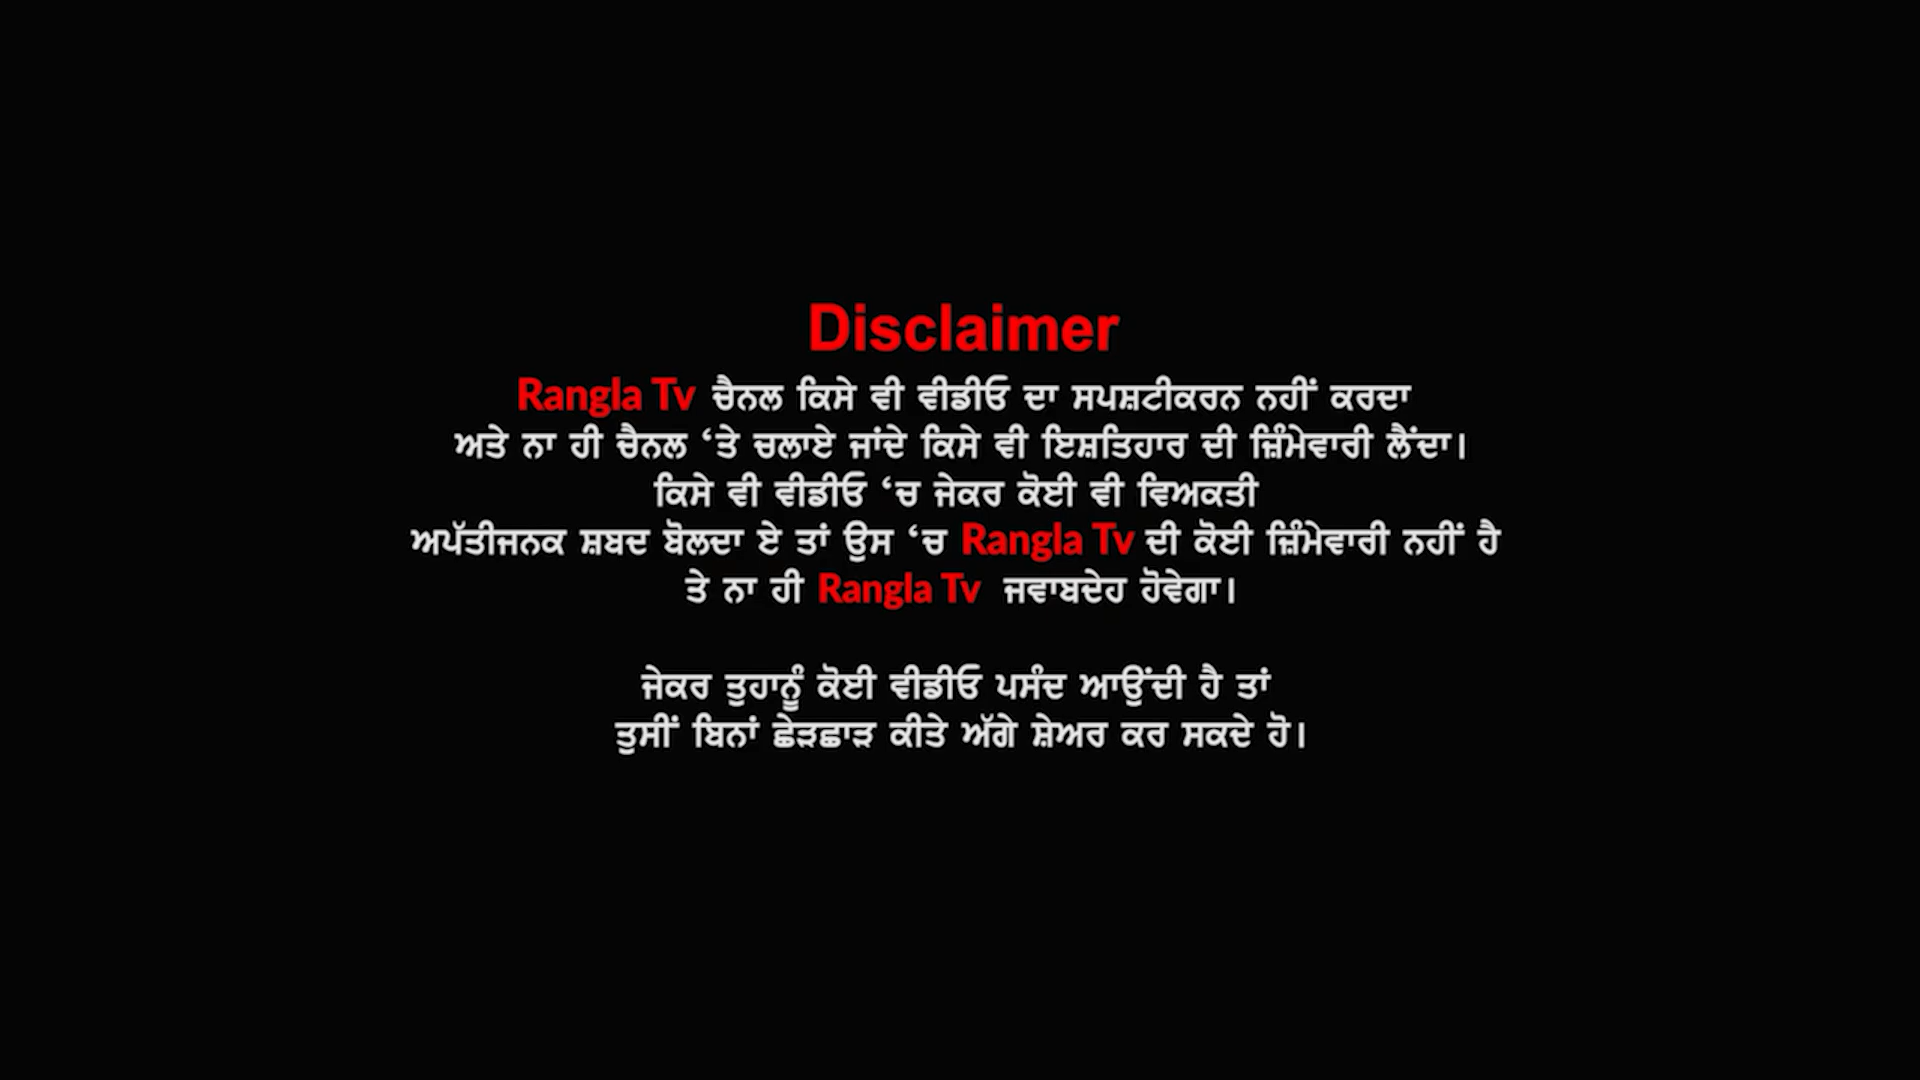 Disclaimer
Rangla Tv ਚੈਨਲ ਕਿਸੇ ਵੀ ਵੀਡੀਓ ਦਾ ਸਪਸ਼ਟੀਕਰਨ ਨਹੀਂ ਕਰਦਾ
ਅਤੇ ਨਾ ਹੀ ਚੈਨਲ ‘ਤੇ ਚਲਾਏ ਜਾਂਦੇ ਕਿਸੇ ਵੀ ਇਸ਼ਤਿਹਾਰ ਦੀ ਜ਼ਿੰਮੇਵਾਰੀ ਲੈਂਦਾ।
ਕਿਸੇ ਵੀ ਵੀਡੀਓ ‘ਚ ਜੇਕਰ ਕੋਈ ਵੀ ਵਿਅਕਤੀ
ਅਪੱਤੀਜਨਕ ਸ਼ਬਦ ਬੋਲਦਾ ਏ ਤਾਂ ਉਸ ‘ਚ Rangla Tv ਦੀ ਕੋਈ ਜ਼ਿੰਮੇਵਾਰੀ ਨਹੀਂ ਹੈ
ਤੇ ਨਾ ਹੀ Rangla Tv ਜਵਾਬਦੇਹ ਹੋਵੇਗਾ।
ਜੇਕਰ ਤੁਹਾਨੂੰ ਕੋਈ ਵੀਡੀਓ ਪਸੰਦ ਆਉਂਦੀ ਹੈ ਤਾਂ
ਤੁਸੀਂ ਬਿਨਾਂ ਛੇੜਛਾੜ ਕੀਤੇ ਅੱਗੇ ਸ਼ੇਅਰ ਕਰ ਸਕਦੇ ਹੋ।